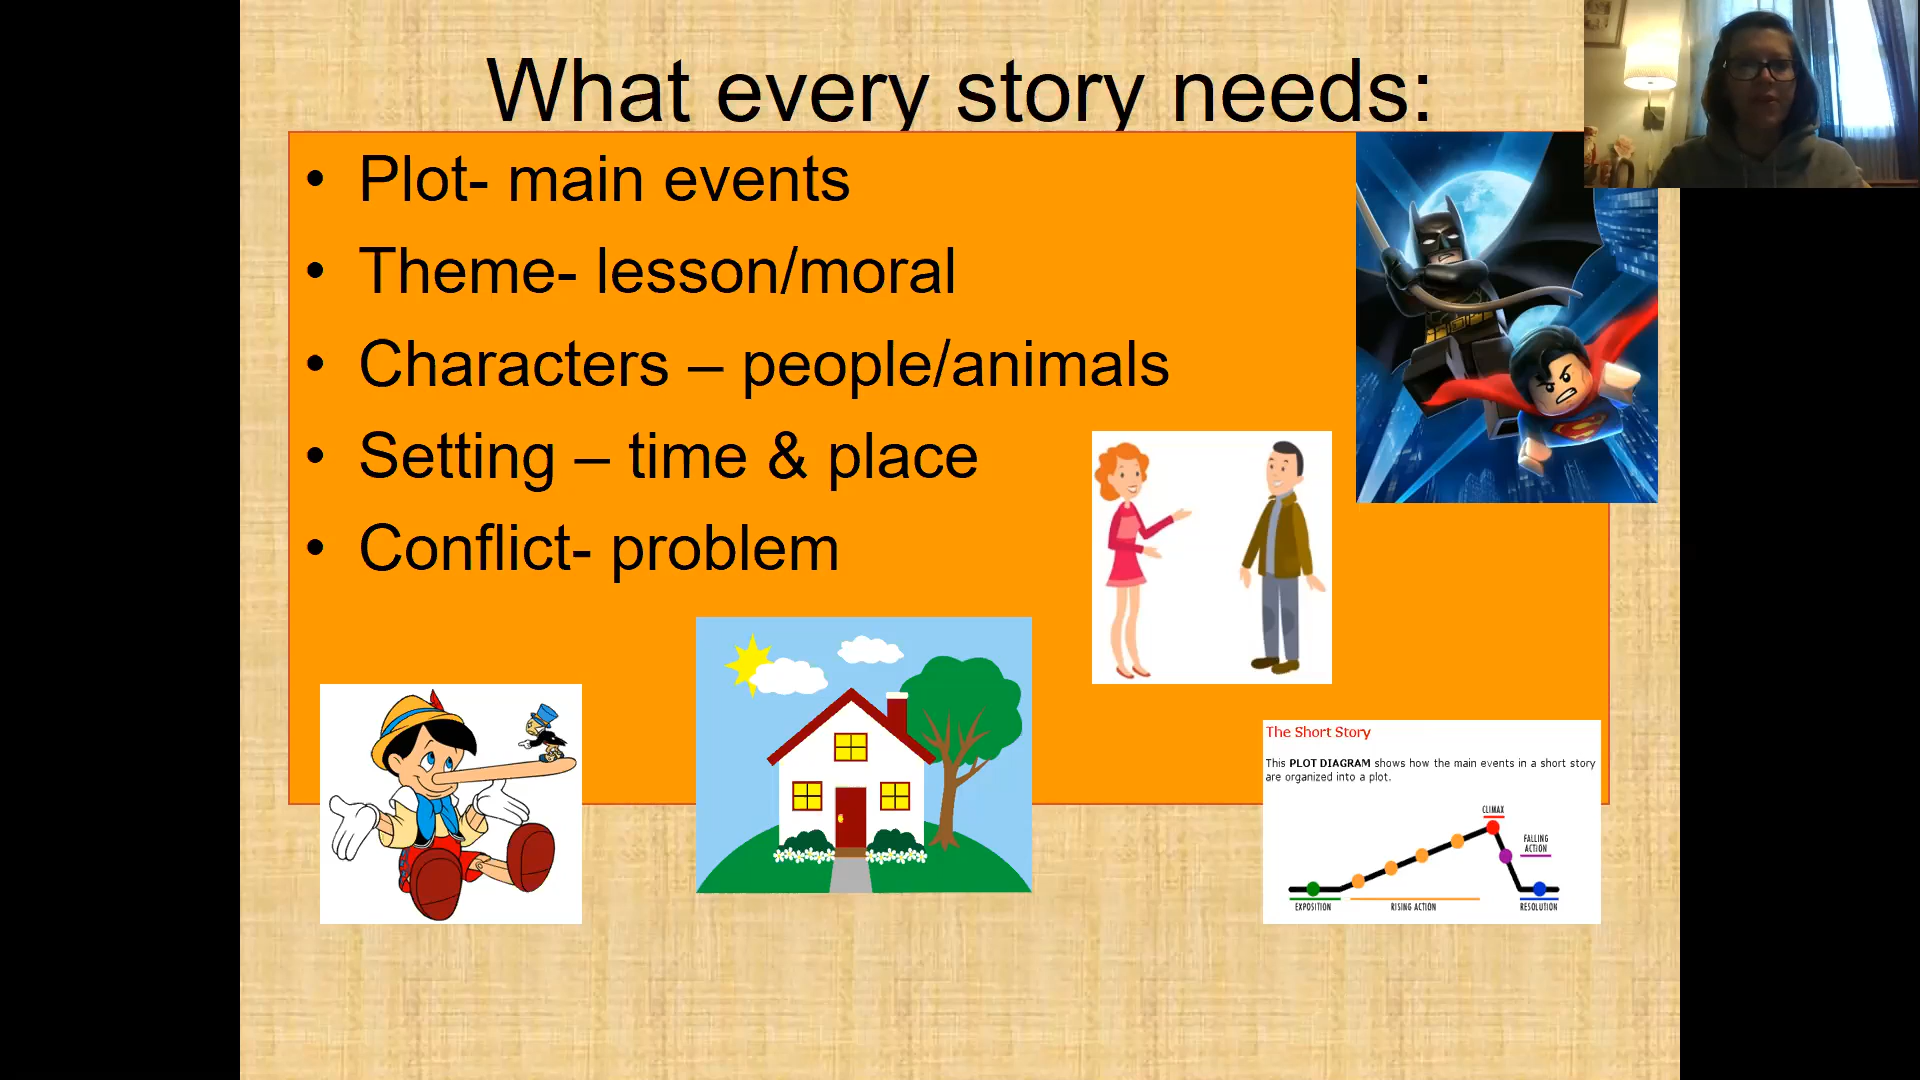 What every story needs:
• Plot- main events
• Theme- lesson/moral
• Characters – people/animals
• Setting – time & place
• Conflict- problem
The Short Story
This PLOT DIAGRAM shows how the main events in a short story
are organized into a plot.
CLIMAX
FALLING
ACTION
EXPOSITION
RISING ACTION
RESOLUTION